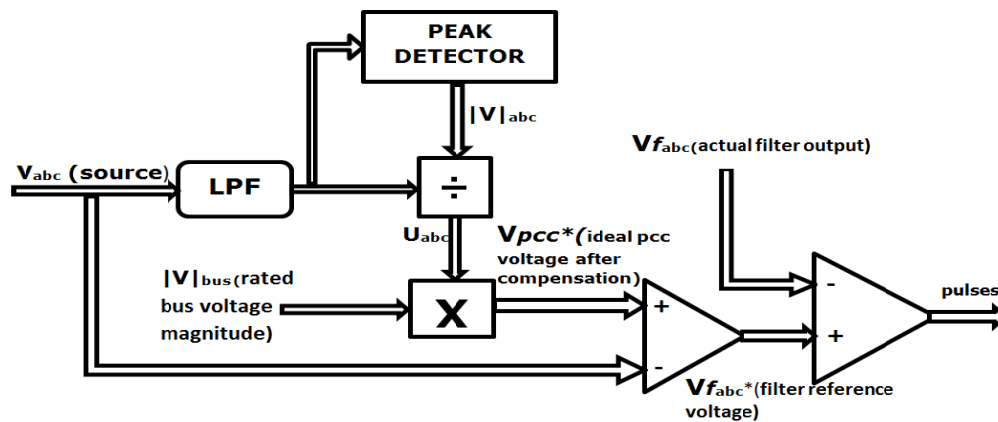 PEAK
DETECTOR
|V|abc
Vfabc(actual filter output)
vabc (source)
LPF
÷
Uabc
Vpcc*(ideal pcc
voltage after
compensation)
|V|bus(rated
bus voltage
magnitude)
X
+
-
-
+
pulses
Vfabc*(filter reference
voltage)